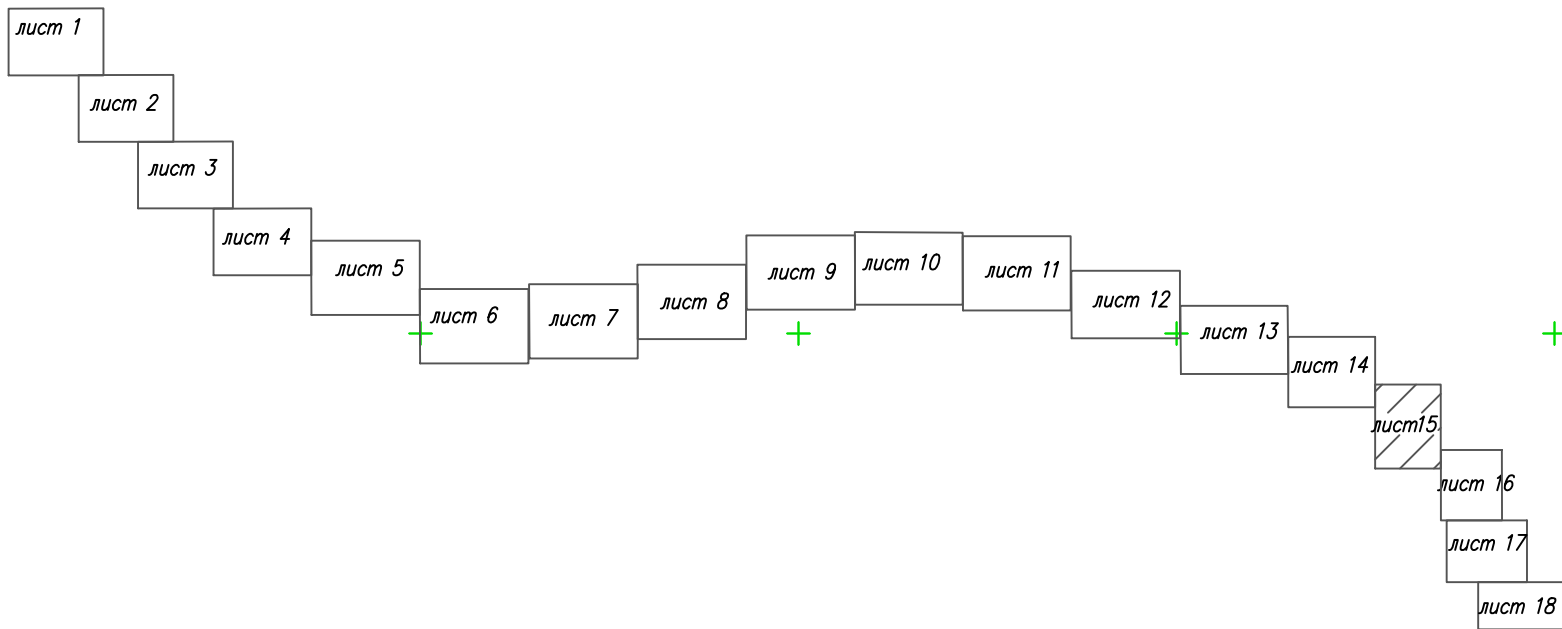 лист 1
лист 2
лист 3
лист 4
лист 5
лист 6
лист 7
лист 8
лист 9
лист 10
лист 11
лист 12
лист 13
лист 14
лист15
лист 16
лист 17
лист 18